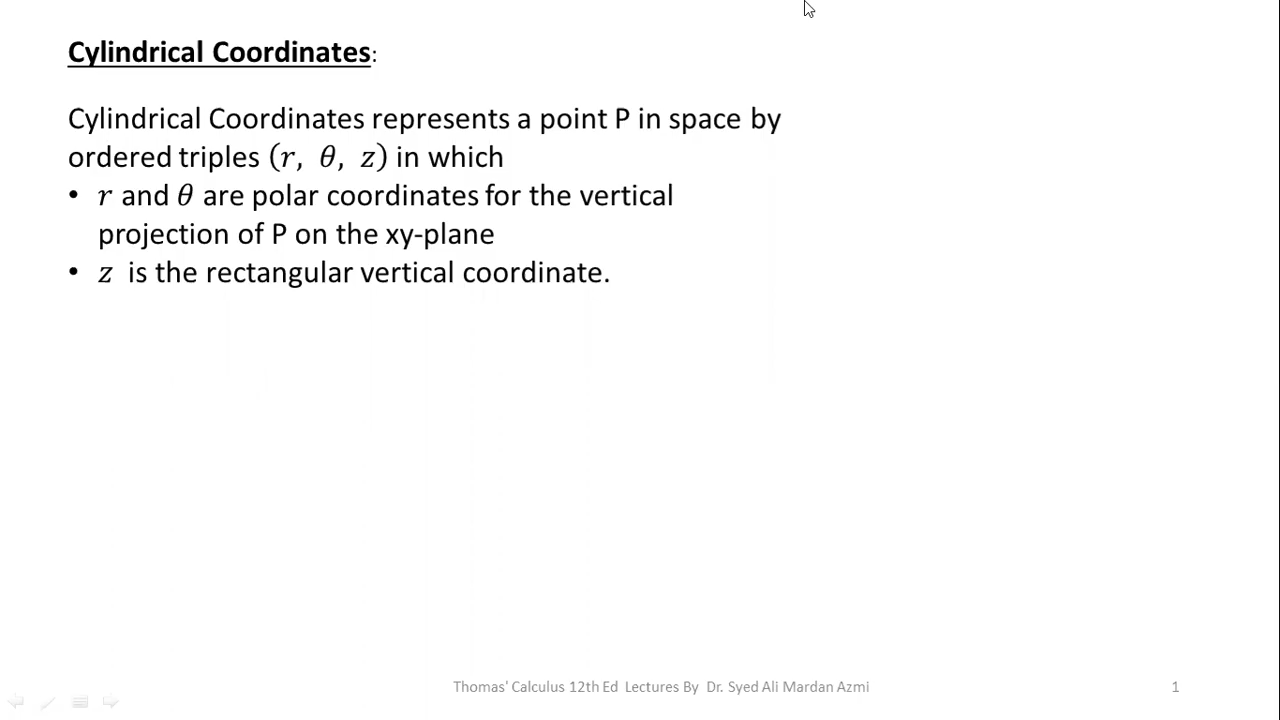 Cylindrical Coordinates:
Cylindrical Coordinates represents a point P in space by
ordered triples (r, θ, z) in which
• r and θ are polar coordinates for the vertical
projection of P on the xy-plane
• z is the rectangular vertical coordinate.
Thomas' Calculus 12th Ed Lectures By Dr. Syed Ali Mardan Azmi
1